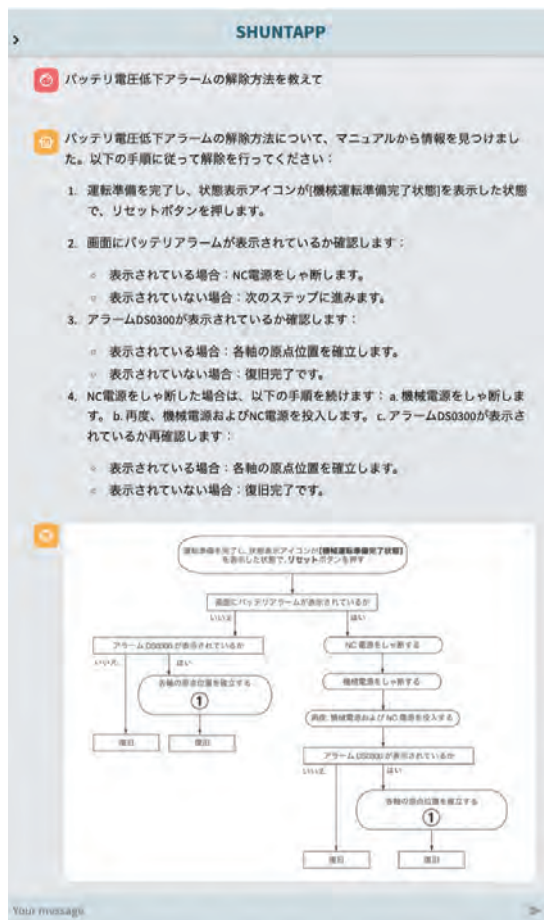 SHUNTAPP
バッテリ電圧低下アラームの解除方法を教えて
バッテリ電圧低下アラームの解除方法について、マニュアルから情報を見つけまし
た。以下の手順に従って解除を行ってください:
1. 運転準備を完了し、状態表示アイコンが[機械運転準備完了状態]を表示した状態
で、リセットボタンを押します。
2. 画面にバッテリアラームが表示されているか確認します:
表示されている場合:NC電源をしゃ断します。
表示されていない場合:次のステップに進みます。
3. アラームDS0300が表示されているか確認します:
表示されている場合:各軸の原点位置を確立します。
表示されていない場合:復旧完了です。
4. NC電源をしゃ断した場合は、以下の手順を続けます: a. 機械電源をしゃ断しま
す。 b. 再度、機械電源およびNC電源を投入します。 c. アラームDS0300が表示さ
れているか再確認します:
表示されている場合:各軸の原点位置を確立します。
表示されていない場合:復旧完了です。
運転準備を完了し、状態表示アイコンが[機械運転準備完了状態]
を表示した状態で、リセットボタンを押す
画面にバッテリアラームが表示されているか
いいえ はい
アラーム DS0300 が表示されているか
NC 電源をしゃ断する
いいえ はい
各軸の原点位置を確立する
①
機械電源をしゃ断する
再度、機械電源および NC 電源を投入する
復旧 復旧
アラーム DS0300 が表示されているか
いいえ はい
各軸の原点位置を確立する
①
復旧 復旧
Your message